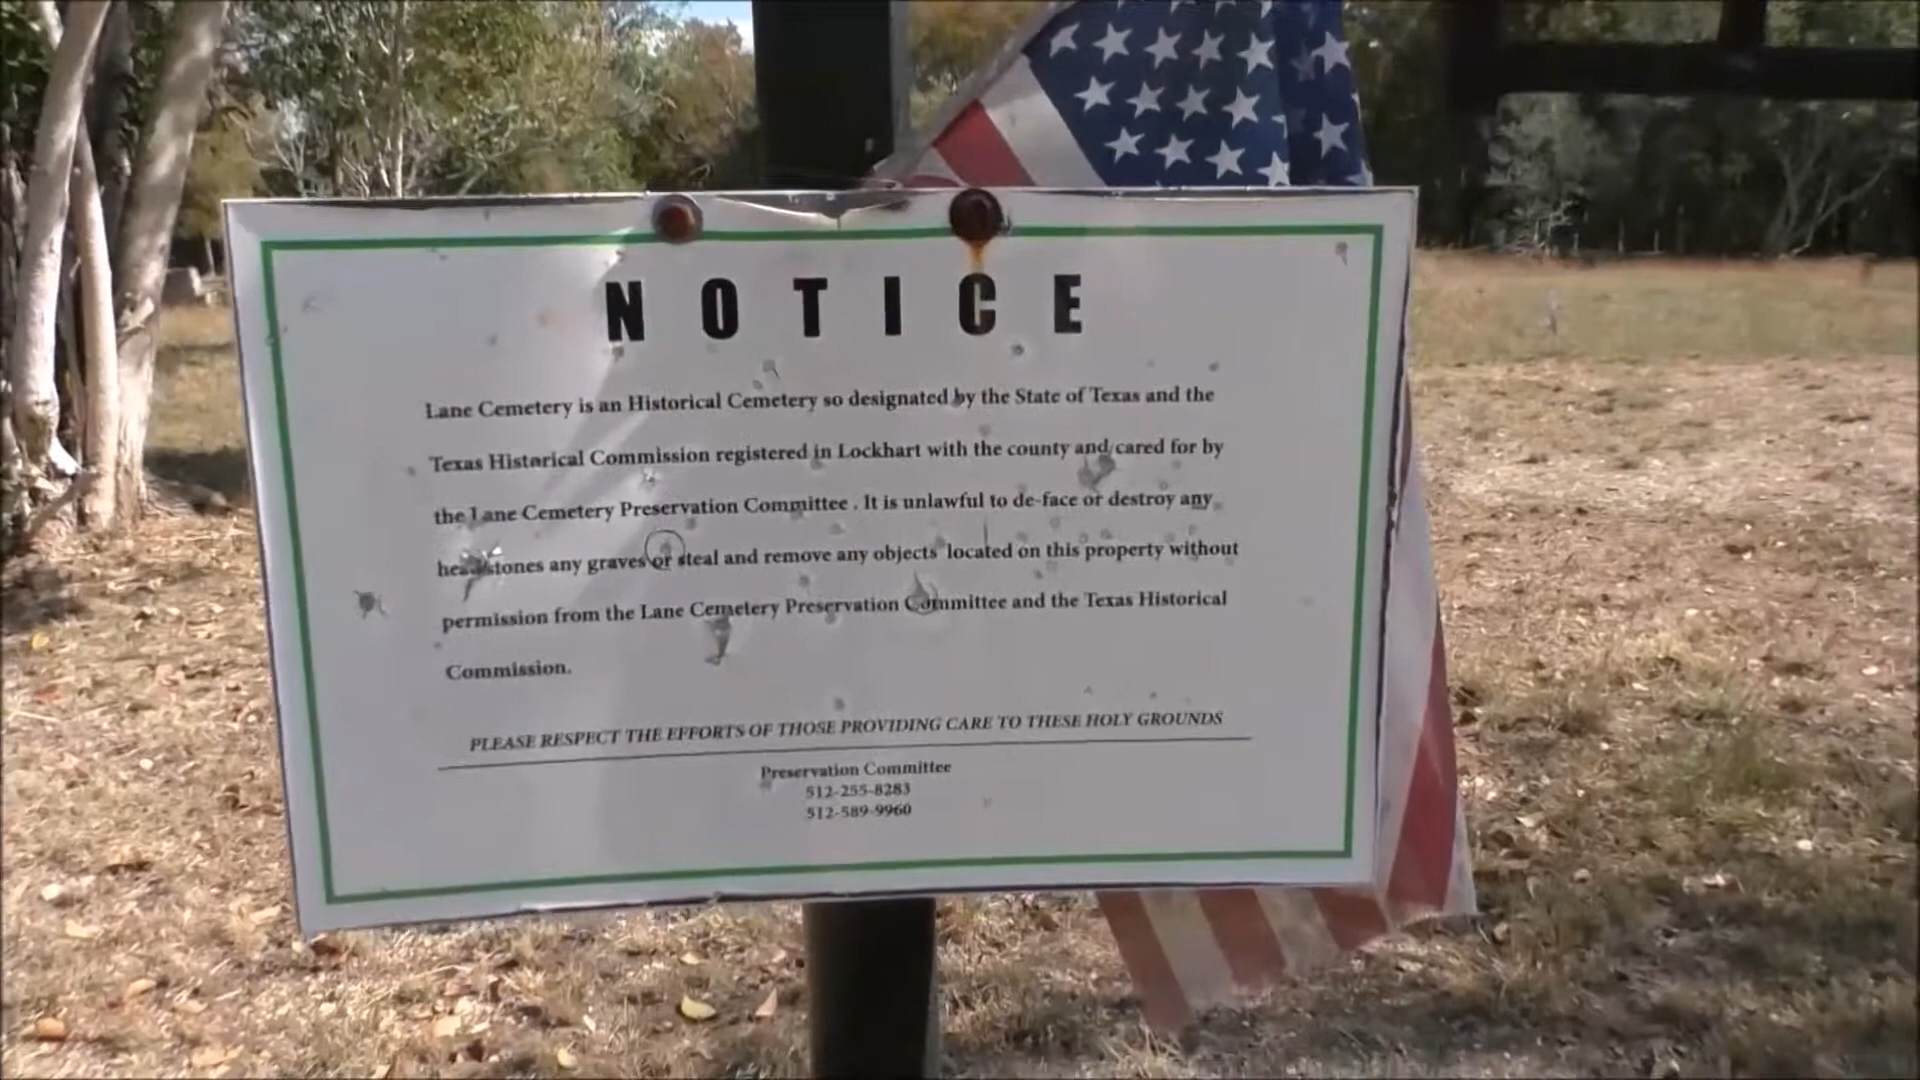 NOTICE
Lane Cemetery is an Historical Cemetery so designated by the State of Texas and the
Texas Historical Commission registered in Lockhart with the county and cared for by
the Lane Cemetery Preservation Committee . It is unlawful to de-face or destroy any
headstones any graves or steal and remove any objects located on this property without
permission from the Lane Cemetery Preservation Committee and the Texas Historical
Commission.
PLEASE RESPECT THE EFFORTS OF THOSE PROVIDING CARE TO THESE HOLY GROUNDS
Preservation Committee
512-255-8283
512-589-9960